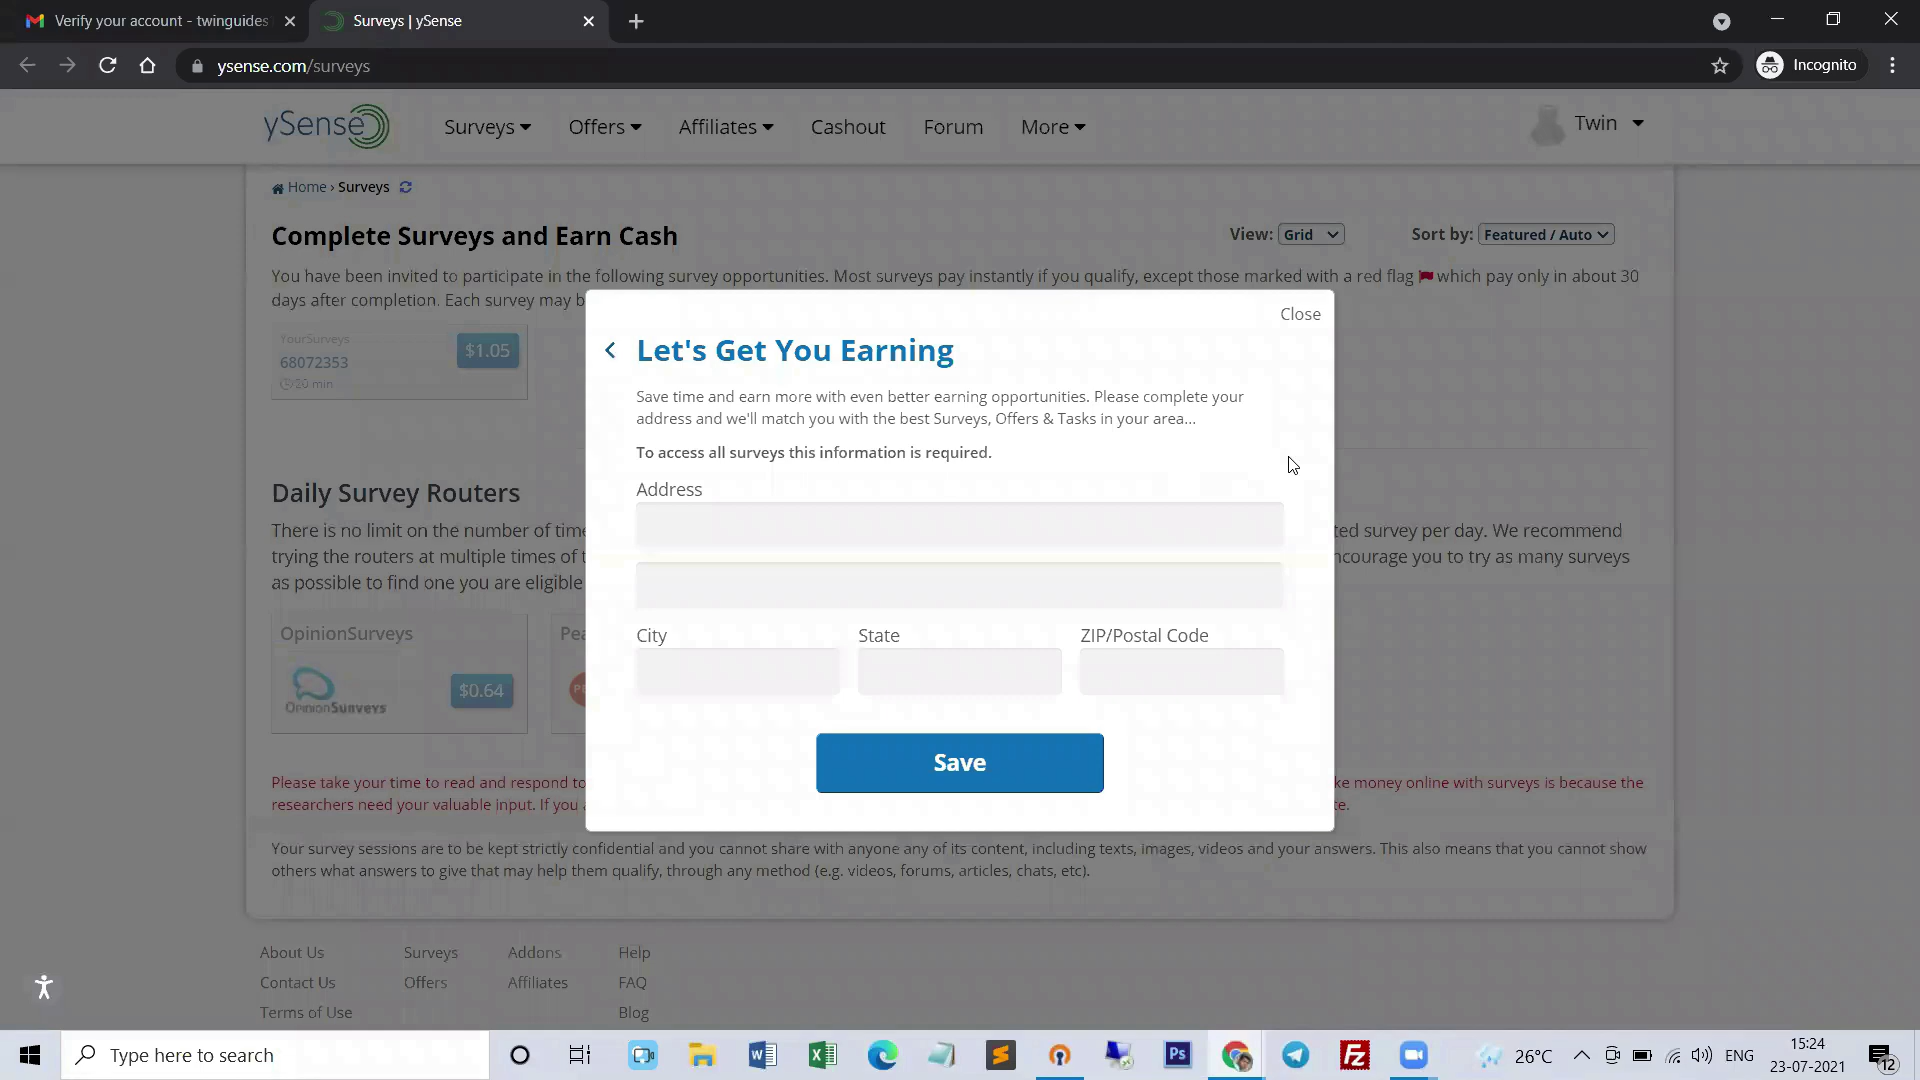 Verify your account - twinguides
Surveys | ySense
ysense.com/surveys
Incognito
ySense
Surveys
Offers
Affiliates
Cashout
Forum
More
Twin
Home › Surveys
Complete Surveys and Earn Cash
View: Grid
Sort by: Featured / Auto
You have been invited to participate in the following survey opportunities. Most surveys pay instantly if you qualify, except those marked with a red flag which pay only in about 30
days after completion. Each survey may b
YourSurveys
68072353
20 min
$1.05
Close
Let's Get You Earning
Save time and earn more with even better earning opportunities. Please complete your
address and we'll match you with the best Surveys, Offers & Tasks in your area...
To access all surveys this information is required.
Address
City
State
ZIP/Postal Code
Save
Daily Survey Routers
There is no limit on the number of time
ted survey per day. We recommend
trying the routers at multiple times of t
ncourage you to try as many surveys
as possible to find one you are eligible
OpinionSurveys
OpinionSurveys
$0.64
Pea
Please take your time to read and respond to
ke money online with surveys is because the
researchers need your valuable input. If you
te.
Your survey sessions are to be kept strictly confidential and you cannot share with anyone any of its content, including texts, images, videos and your answers. This also means that you cannot show
others what answers to give that may help them qualify, through any method (e.g. videos, forums, articles, chats, etc).
About Us
Surveys
Addons
Help
Contact Us
Offers
Affiliates
FAQ
Terms of Use
Blog
Type here to search
26°C
ENG
15:24
23-07-2021
12